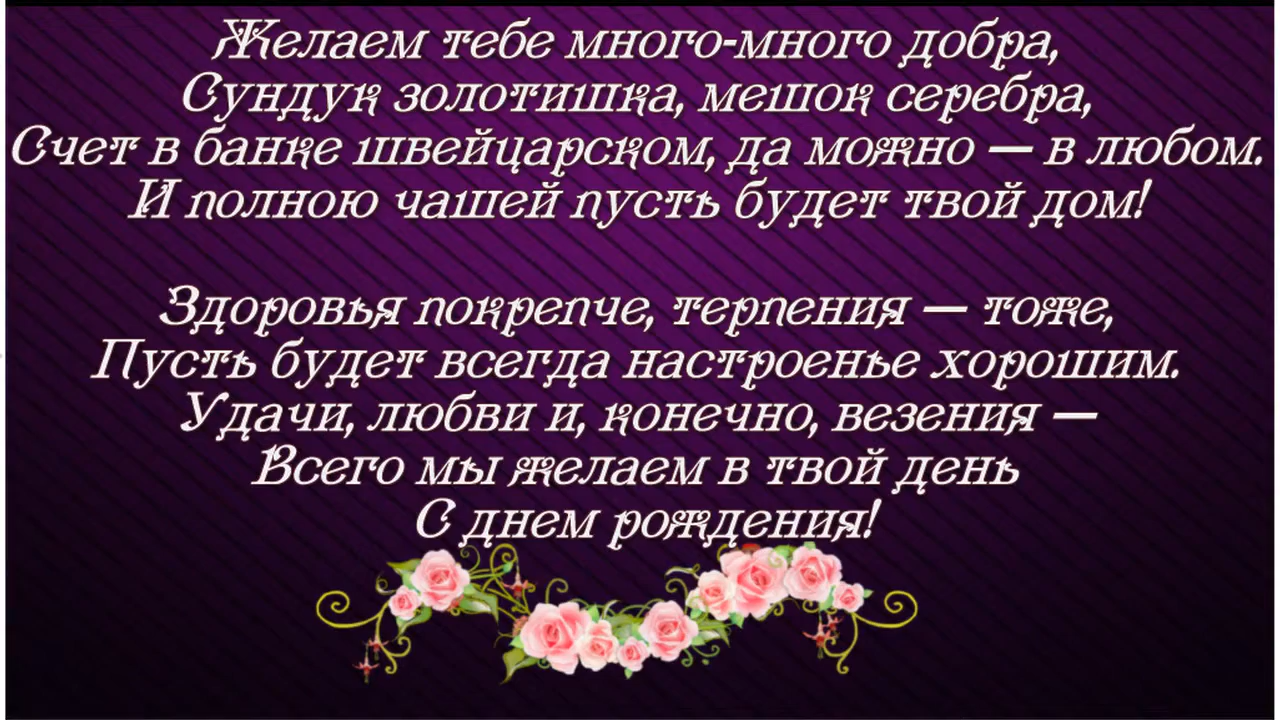 Желаем тебе много-много добра,
Сундук золотишка, мешок серебра,
Счет в банке швейцарском, да можно — в любом.
И полною чашей пусть будет твой дом!
Здоровья покрепче, терпения — тоже,
Пусть будет всегда настроенье хорошим.
Удачи, любви и, конечно, везения —
Всего мы желаем в твой день
С днем рождения!